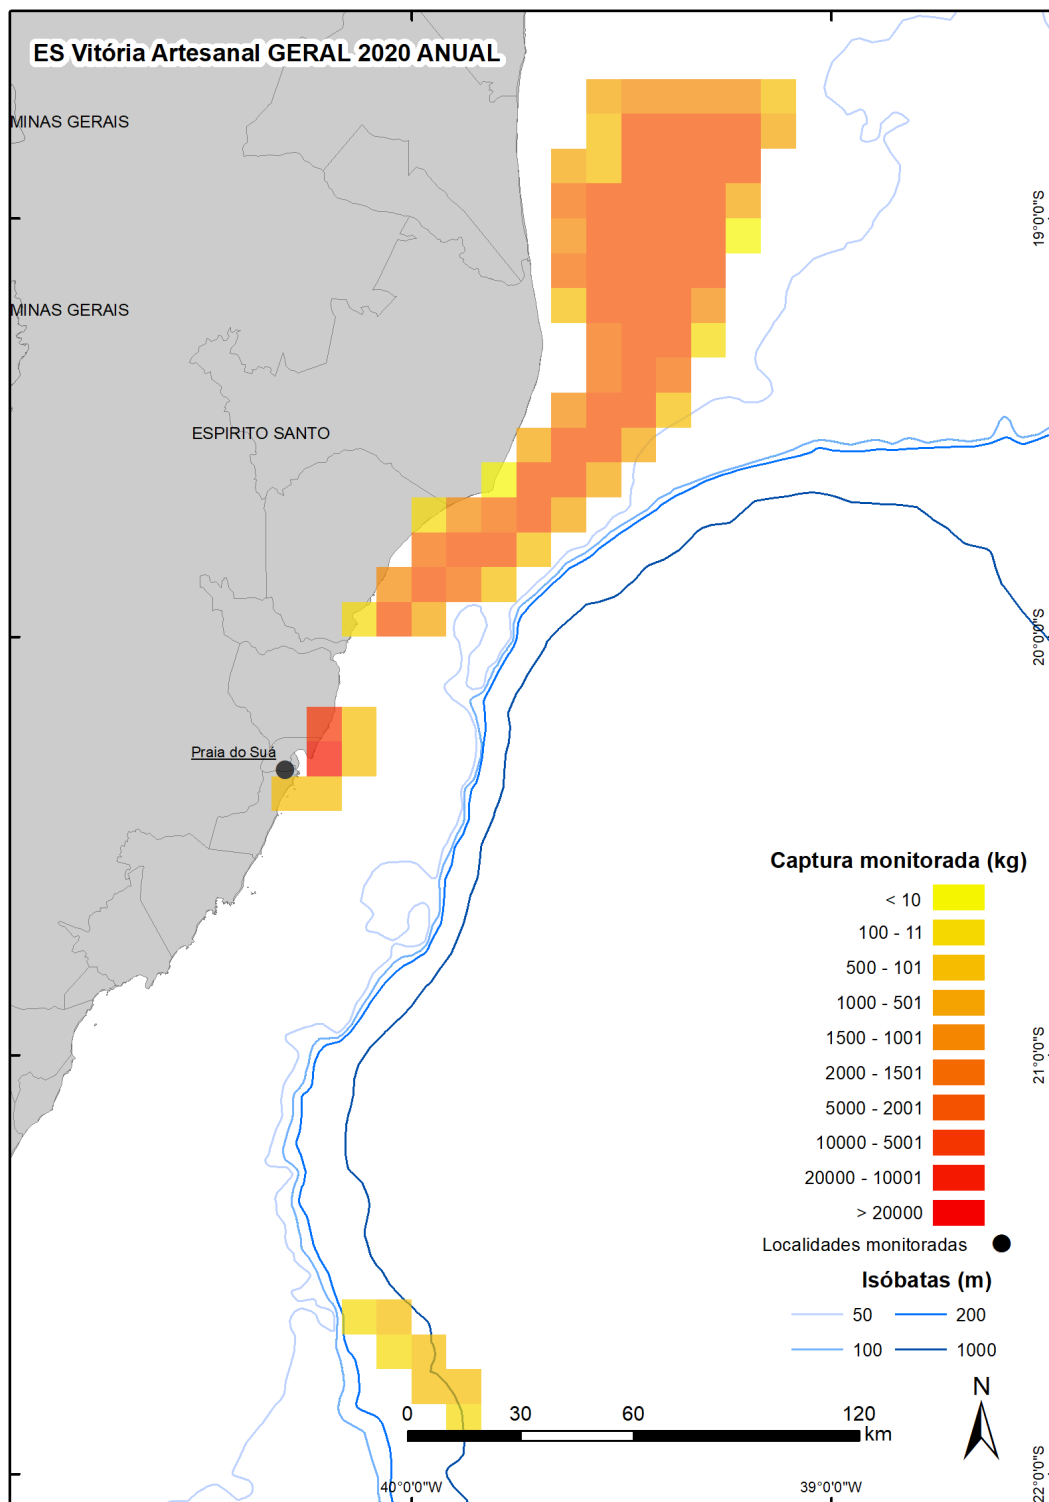 ES Vitória Artesanal GERAL 2020 ANUAL
MINAS GERAIS
19°0'0"S
MINAS GERAIS
ESPIRITO SANTO
20°0'0"S
Praia do Suá
Captura monitorada (kg)
< 10
100 - 11
500 - 101
1000 - 501
1500 - 1001
2000 - 1501
5000 - 2001
10000 - 5001
20000 - 10001
> 20000
21°0'0"S
Localidades monitoradas
Isóbatas (m)
50 200
100 1000
N
0 30 60 120
km
40°0'0"W 39°0'0"W
22°0'0"S